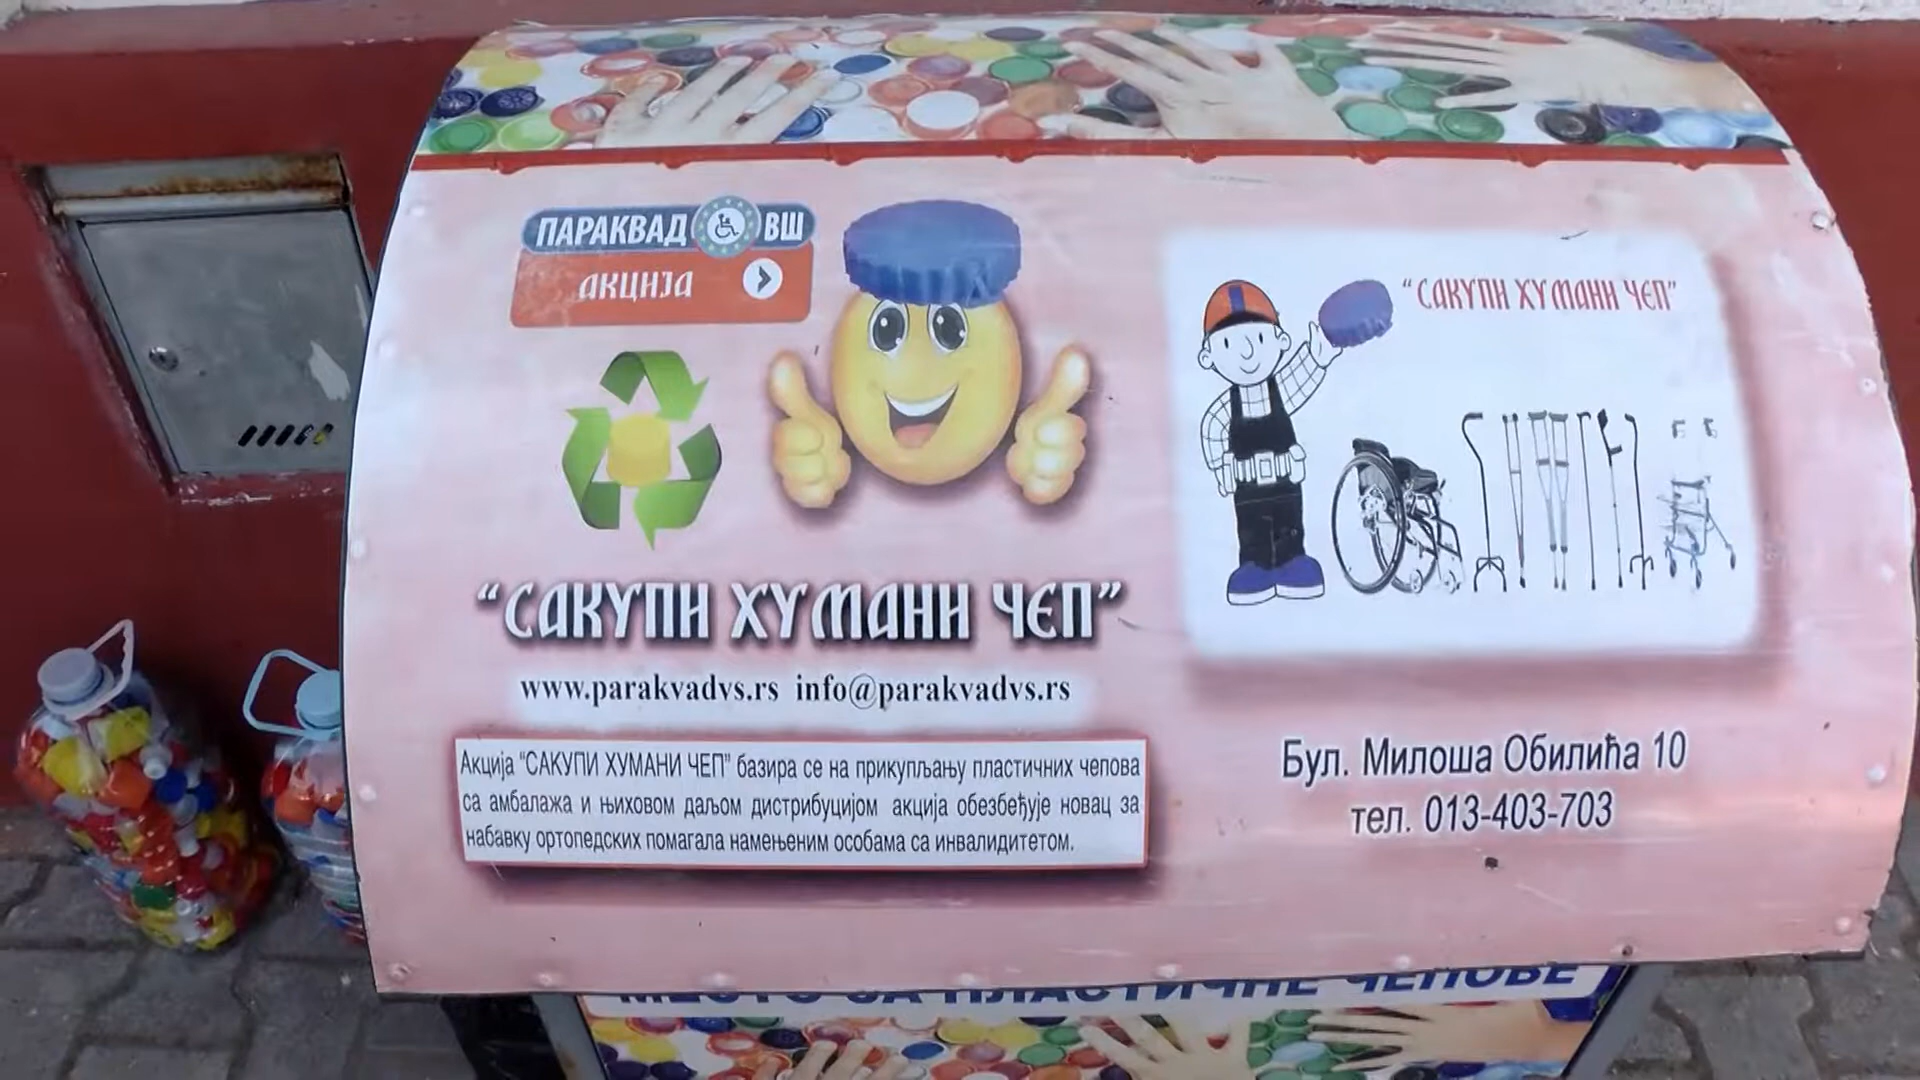 ПАРАКВАД ВШ
АКЦИЈА
"САКУПИ ХУМАНИ ЧЕП"
www.parakvadvs.rs info@parakvadvs.rs
Акција "САКУПИ ХУМАНИ ЧЕП" базира се на прикупљању пластичних чепова
са амбалажа и њиховом даљом дистрибуцијом акција обезбеђује новац за
набавку ортопедских помагала намењеним особама са инвалидитетом.
"САКУПИ ХУМАНИ ЧЕП"
Бул. Милоша Обилића 10
тел. 013-403-703
МЕСТО ЗА ПЛАСТИЧНЕ ЧЕПОВЕ